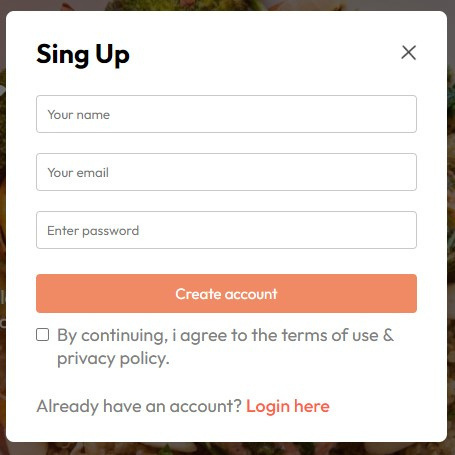 Sing Up
Your name
Your email
Enter password
Create account
By continuing, i agree to the terms of use &
privacy policy.
Already have an account? Login here